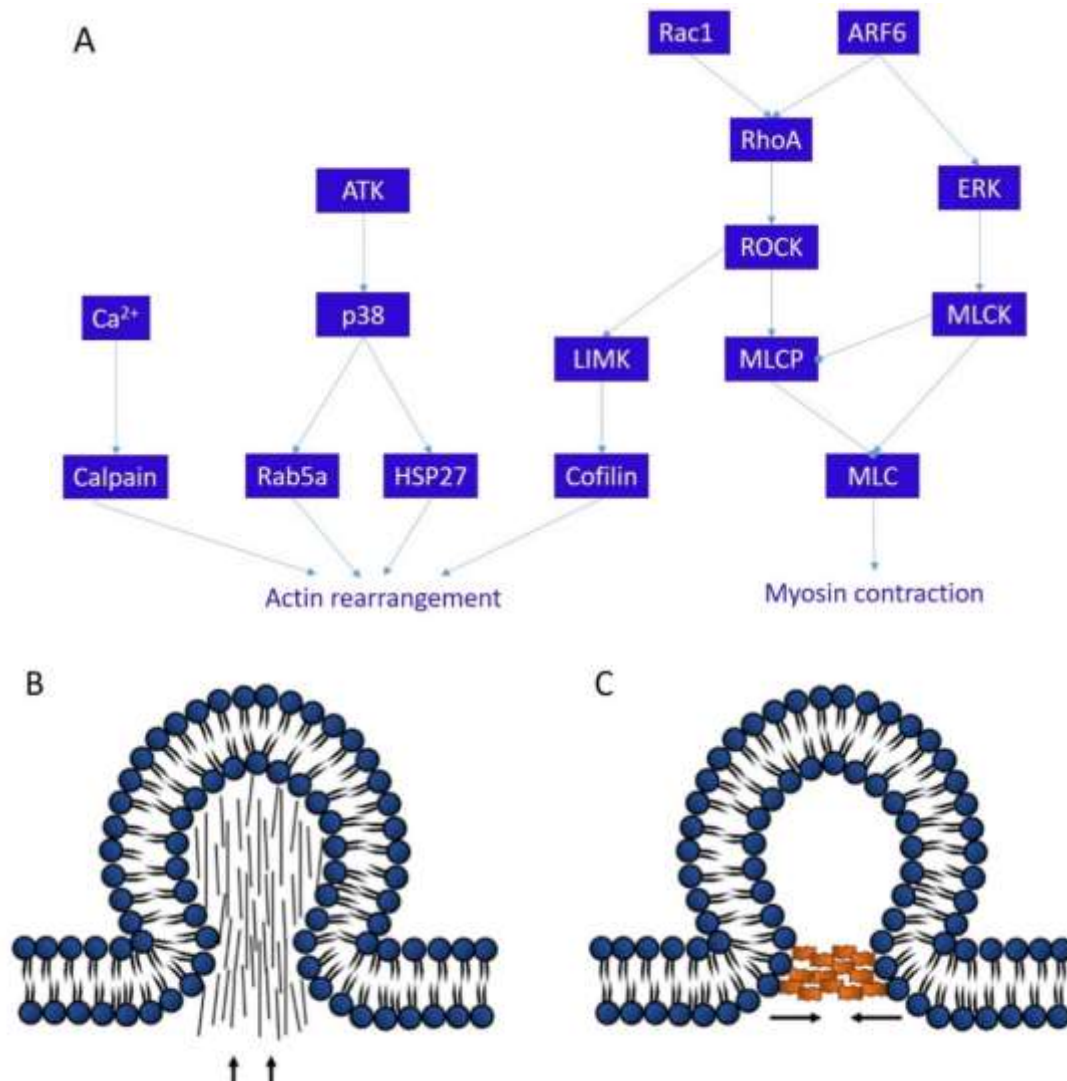 A
Rac1
ARF6
RhoA
ATK
ERK
ROCK
Ca²⁺
p38
MLCK
LIMK
MLCP
Calpain
Rab5a
HSP27
Cofilin
MLC
Actin rearrangement
Myosin contraction
B
C